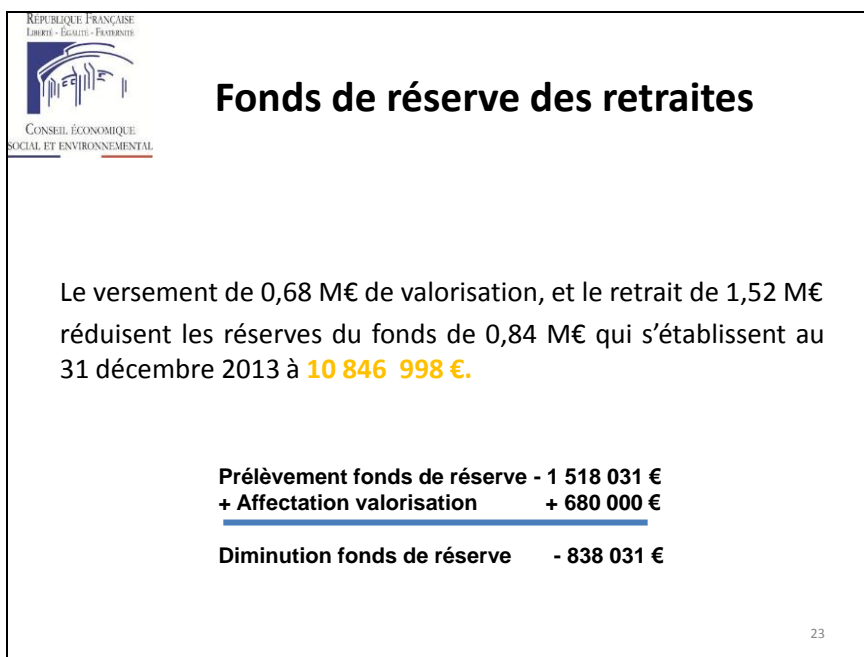 RÉPUBLIQUE FRANÇAISE
LIBERTÉ - ÉGALITÉ - FRATERNITÉ
CONSEIL ÉCONOMIQUE
SOCIAL ET ENVIRONNEMENTAL
Fonds de réserve des retraites
Le versement de 0,68 M€ de valorisation, et le retrait de 1,52 M€
réduisent les réserves du fonds de 0,84 M€ qui s’établissent au
31 décembre 2013 à 10 846 998 €.
Prélèvement fonds de réserve - 1 518 031 €
+ Affectation valorisation + 680 000 €
Diminution fonds de réserve - 838 031 €
23